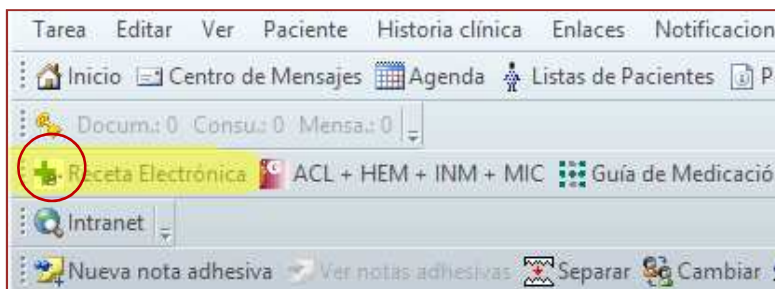 Tarea Editar Ver Paciente Historia clínica Enlaces Notificacion
Inicio Centro de Mensajes Agenda Listas de Pacientes P
Docum.: 0 Consu.: 0 Mensa.: 0
Receta Electrónica ACL + HEM + INM + MIC Guía de Medicació
Intranet
Nueva nota adhesiva Ver notas adhesivas Separar Cambiar